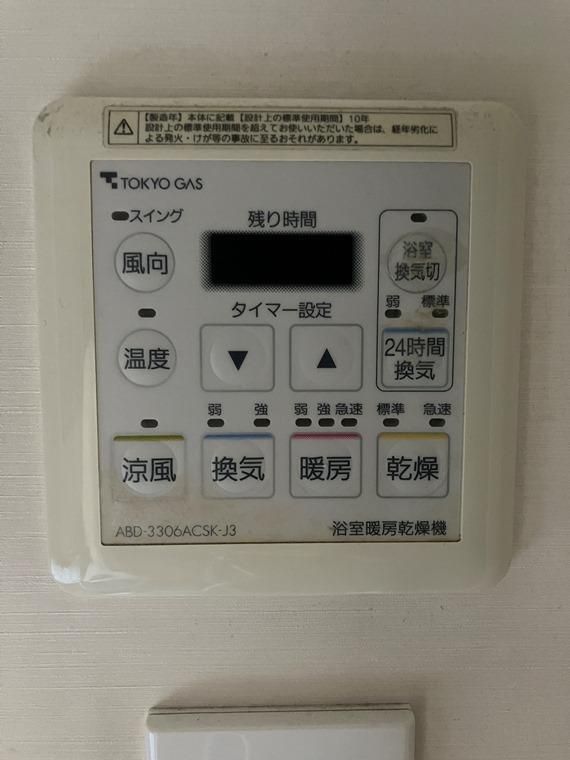 【製造年】本体に記載【設計上の標準使用期間】10年
設計上の標準使用期間を超えてお使いいただいた場合は、経年劣化に
よる発火・けが等の事故に至るおそれがあります。
TOKYO GAS
スイング
残り時間
風向
浴室
換気切
弱 標準
タイマー設定
温度
▼ ▲
24時間
換気
弱 強 弱 強 急速 標準 急速
涼風 換気 暖房 乾燥
ABD-3306ACSK-J3 浴室暖房乾燥機